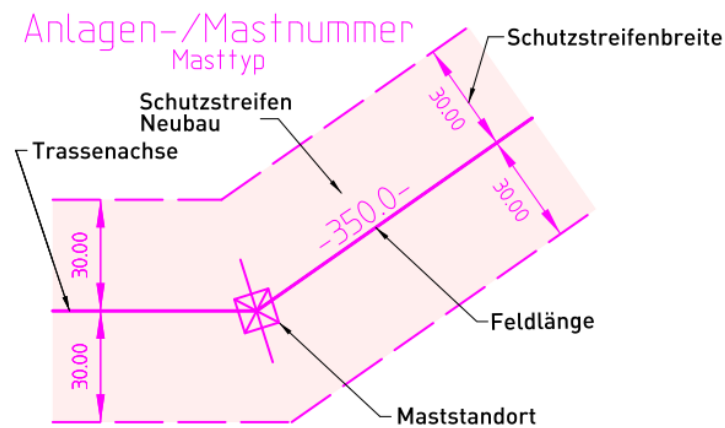 Anlagen-/Mastnummer
Masttyp
Schutzstreifenbreite
30.00
Schutzstreifen
Neubau
Trassenachse
30.00
-350.0-
30.00
Feldlänge
30.00
Maststandort